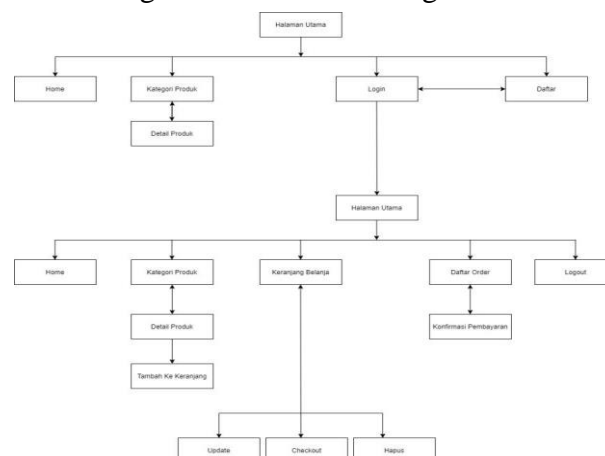 Halaman Utama
Home
Kategori Produk
Login
Daftar
Detail Produk
Halaman Utama
Home
Kategori Produk
Keranjang Belanja
Daftar Order
Logout
Detail Produk
Konfirmasi Pembayaran
Tambah Ke Keranjang
Update
Checkout
Hapus